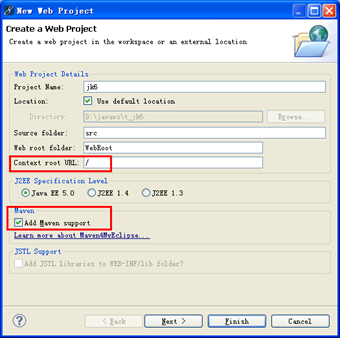 New Web Project
Create a Web Project
Create a web project in the workspace or an external location
Web Project Details
Project Name: jk6
Location: Use default location
Directory: D:\javaws\t_jk6 Browse...
Source folder: src
Web root folder: WebRoot
Context root URL: /
J2EE Specification Level
Java EE 5.0 J2EE 1.4 J2EE 1.3
Maven
Add Maven support
Learn more about Maven4MyEclipse...
JSTL Support
Add JSTL libraries to WEB-INF/lib folder?
? < Back Next > Finish Cancel